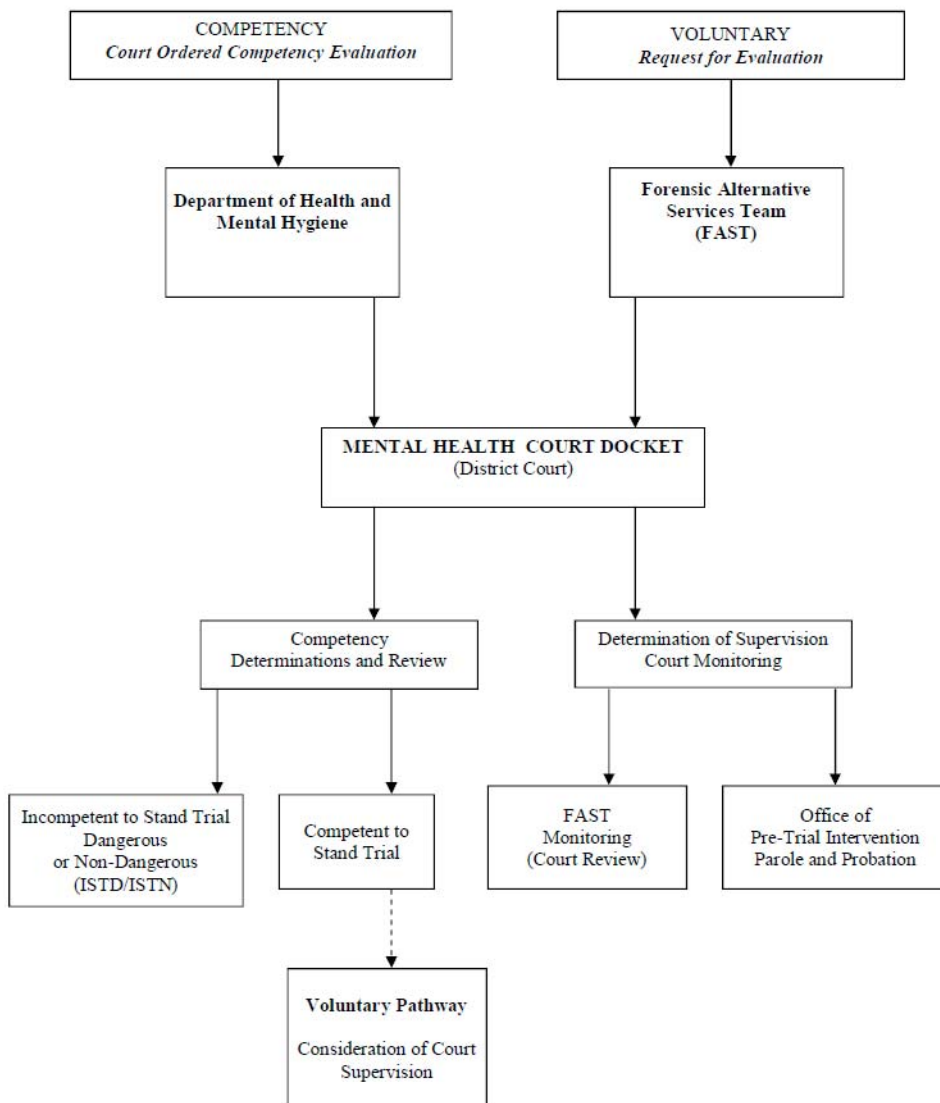 COMPETENCY
Court Ordered Competency Evaluation
VOLUNTARY
Request for Evaluation
Department of Health and
Mental Hygiene
Forensic Alternative
Services Team
(FAST)
MENTAL HEALTH COURT DOCKET
(District Court)
Competency
Determinations and Review
Determination of Supervision
Court Monitoring
Incompetent to Stand Trial
Dangerous
or Non-Dangerous
(ISTD/ISTN)
Competent to
Stand Trial
FAST
Monitoring
(Court Review)
Office of
Pre-Trial Intervention
Parole and Probation
Voluntary Pathway
Consideration of Court
Supervision